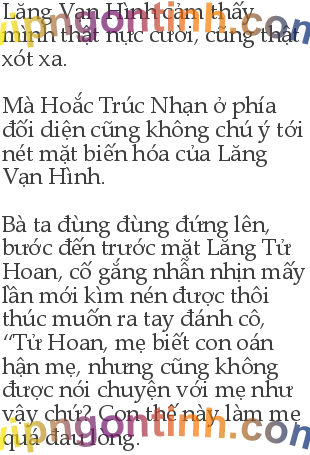 Lăng Vạn Hình cảm thấy
mình thật nực cười, cũng thật
xót xa.
Mà Hoắc Trúc Nhạn ở phía
đối diện cũng không chú ý tới
nét mặt biến hóa của Lăng
Vạn Hình.
Bà ta đùng đùng đứng lên,
bước đến trước mặt Lăng Tử
Hoan, cố gắng nhẫn nhịn mấy
lần mới kìm nén được thôi
thúc muốn ra tay đánh cô,
“Tử Hoan, mẹ biết con oán
hận mẹ, nhưng cũng không
được nói chuyện với mẹ như
vậy chứ? Con thế này làm mẹ
quá đau lòng.
vipngontinh.com